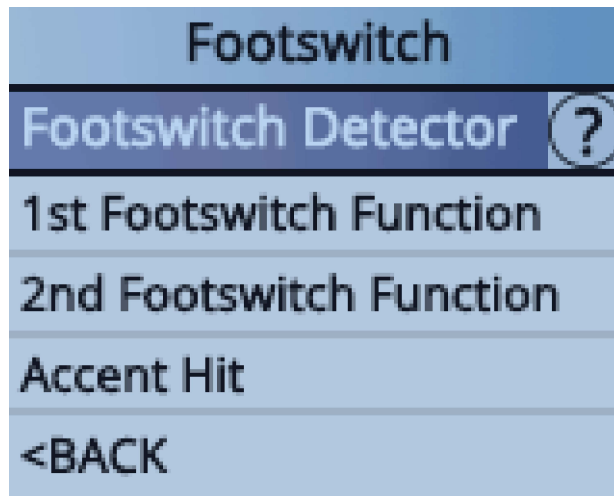 Footswitch
Footswitch Detector ?
1st Footswitch Function
2nd Footswitch Function
Accent Hit
<BACK